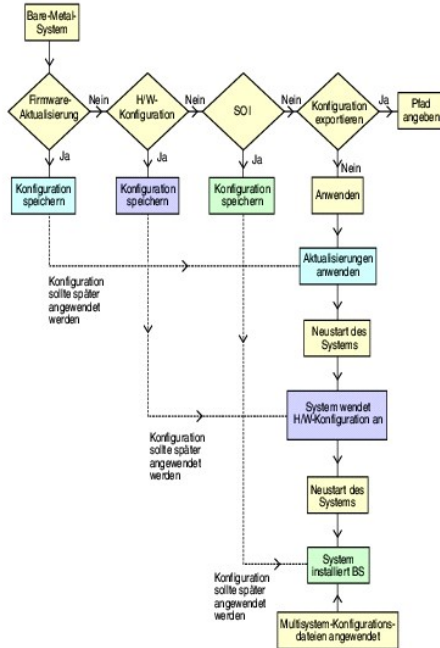 Bare-Metal-
System
Firmware-
Aktualisierung
Nein
H/W-
Konfiguration
Nein
SOI
Nein
Konfiguration
exportieren
Ja
Pfad
angeben
Ja
Ja
Ja
Nein
Konfiguration
speichern
Konfiguration
speichern
Konfiguration
speichern
Anwenden
Aktualisierungen
anwenden
Konfiguration
sollte später
angewendet
werden
Neustart des
Systems
System wendet
H/W-Konfiguration an
Konfiguration
sollte später
angewendet
werden
Neustart des
Systems
System
installiert BS
Konfiguration
sollte später
angewendet
werden
Multisystem-Konfigurations-
dateien angewendet